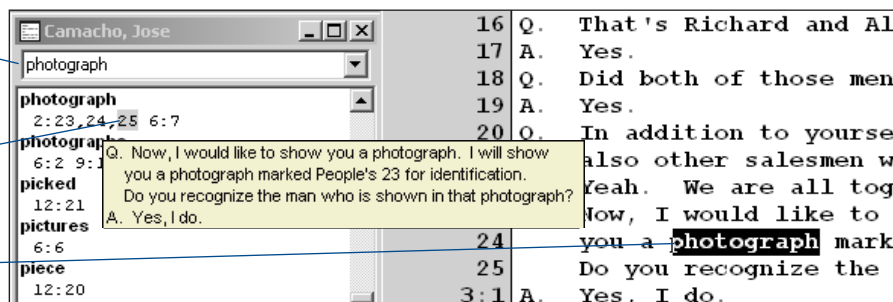 Camacho, Jose
photograph
photograph
2:23,24,25 6:7
photographs
6:2 9:1
picked
12:21
pictures
6:6
piece
12:20
Q. Now, I would like to show you a photograph. I will show
you a photograph marked People's 23 for identification.
Do you recognize the man who is shown in that photograph?
A. Yes, I do.
16 Q. That's Richard and Al
17 A. Yes.
18 Q. Did both of those men
19 A. Yes.
20 Q. In addition to yourse
also other salesmen w
Yeah. We are all tog
Now, I would like to
24 you a photograph mark
25 Do you recognize the
3:1 A. Yes, I do.